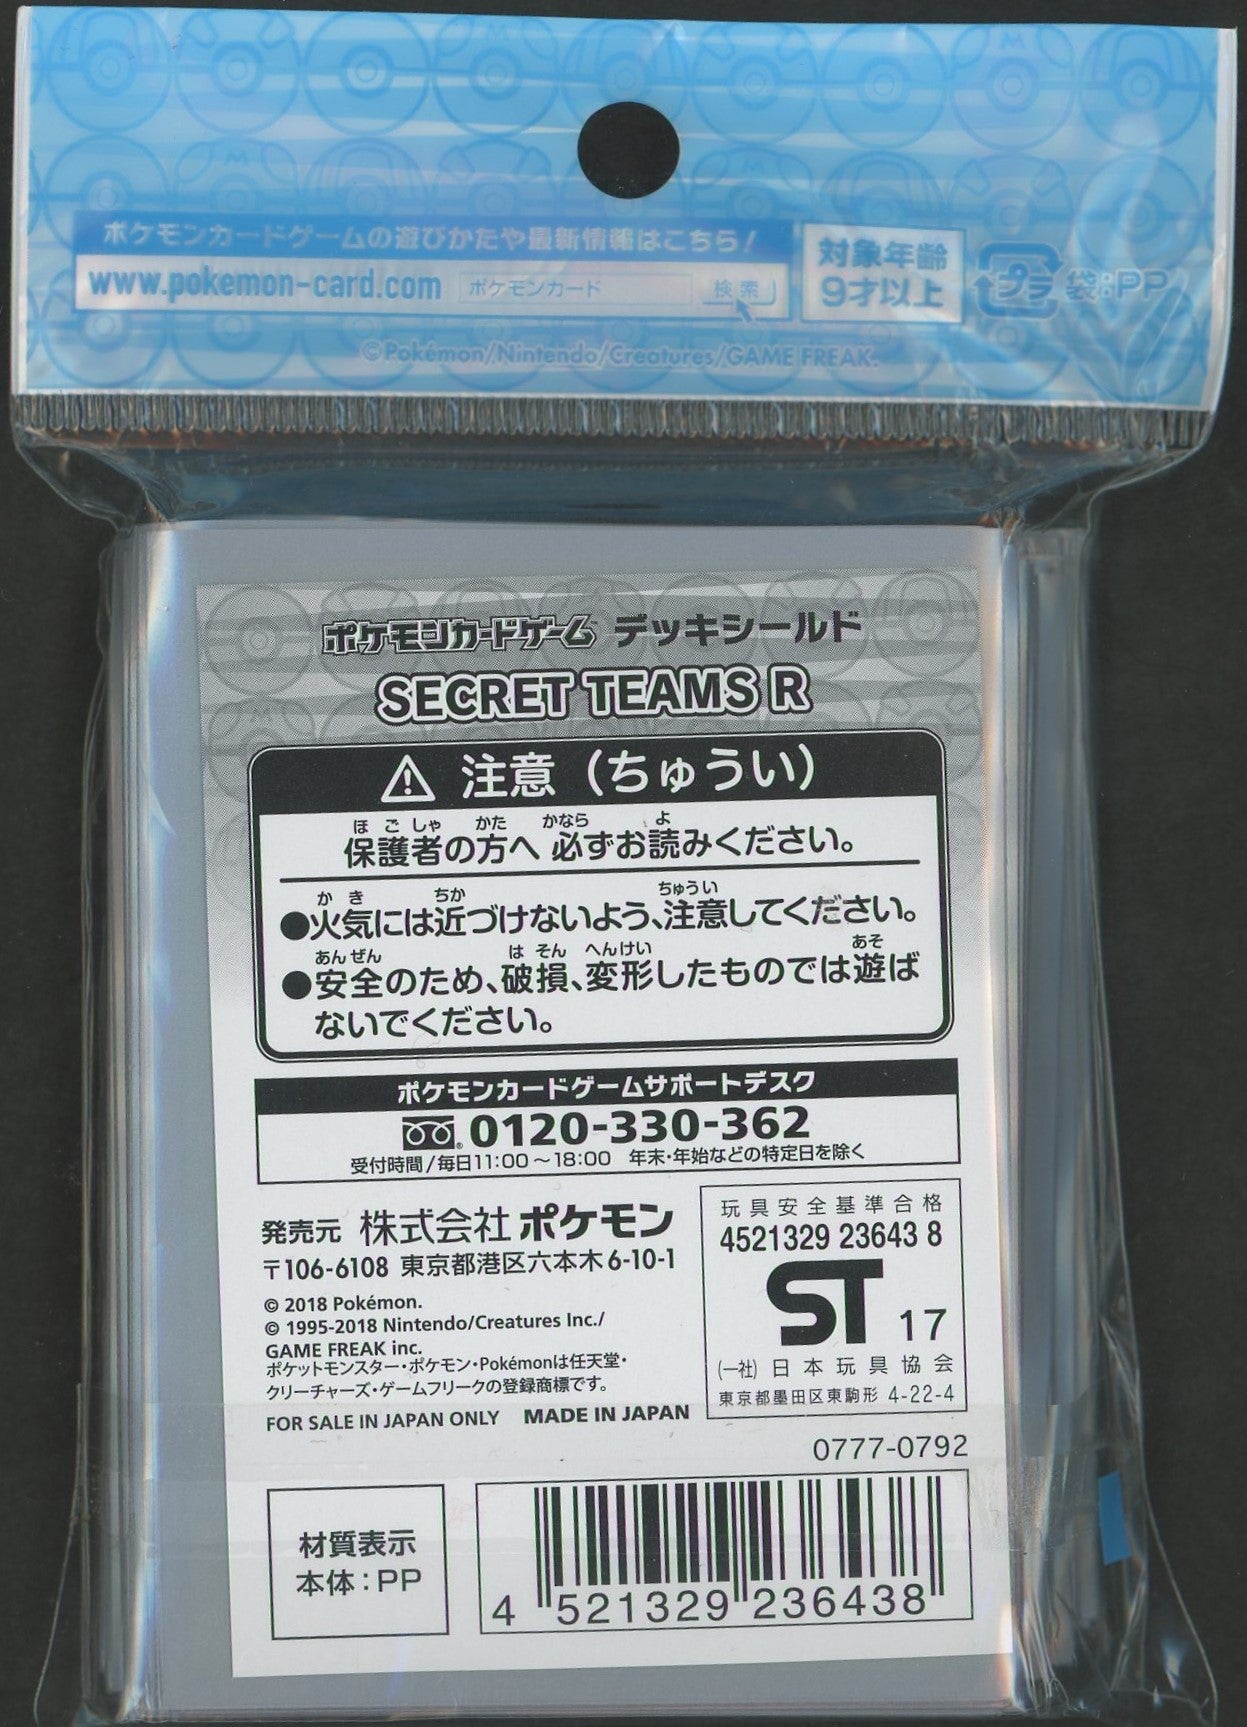 ポケモンカードゲームの遊びかたや最新情報はこちら!
www.pokemon-card.com ポケモンカード 検索
対象年齢
9才以上
プラ 袋:PP
©Pokémon/Nintendo/Creatures/GAME FREAK.
ポケモンカードゲーム デッキシールド
SECRET TEAMS R
注意(ちゅうい)
ほごしゃ かた かなら よ
保護者の方へ 必ずお読みください。
かき ちか ちゅうい
●火気には近づけないよう、注意してください。
あんぜん はそん へんけい あそ
●安全のため、破損、変形したものでは遊ば
ないでください。
ポケモンカードゲームサポートデスク
0120-330-362
受付時間/毎日11:00~18:00 年末・年始などの特定日を除く
発売元 株式会社ポケモン
〒106-6108 東京都港区六本木6-10-1
© 2018 Pokémon.
© 1995-2018 Nintendo/Creatures Inc./
GAME FREAK inc.
ポケットモンスター・ポケモン・Pokémonは任天堂・
クリーチャーズ・ゲームフリークの登録商標です。
FOR SALE IN JAPAN ONLY MADE IN JAPAN
玩具安全基準合格
4521329 23643 8
ST 17
(一社) 日本玩具協会
東京都墨田区東駒形 4-22-4
0777-0792
材質表示
本体:PP
4 521329 236438